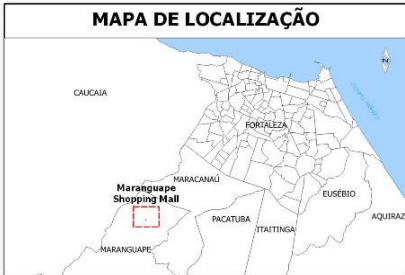 MAPA DE LOCALIZAÇÃO
CAUCAIA
FORTALEZA
MARACANAÚ
Maranguape
Shopping Mall
EUSÉBIO
PACATUBA
AQUIRAZ
ITAITINGA
MARANGUAPE